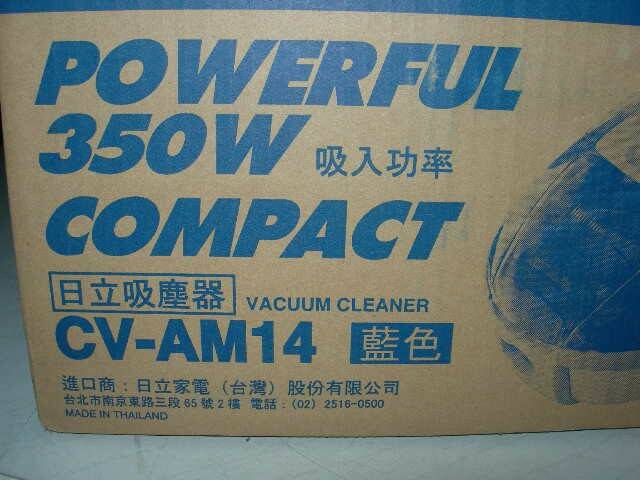 POWERFUL
350W 吸入功率
COMPACT
日立吸塵器 VACUUM CLEANER
CV-AM14 藍色
進口商：日立家電（台灣）股份有限公司
台北市南京東路三段65號2樓 電話：(02) 2516-0500
MADE IN THAILAND